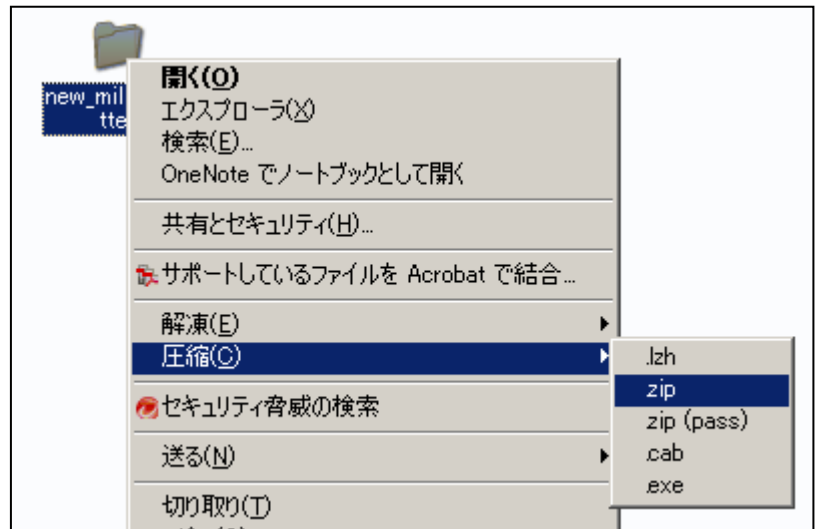 new_mil
tte
開く(O)
エクスプローラ(X)
検索(E)...
OneNote でノートブックとして開く
共有とセキュリティ(H)...
サポートしているファイルを Acrobat で結合...
解凍(E)
圧縮(C)
.lzh
zip
zip (pass)
.cab
.exe
セキュリティ脅威の検索
送る(N)
切り取り(T)